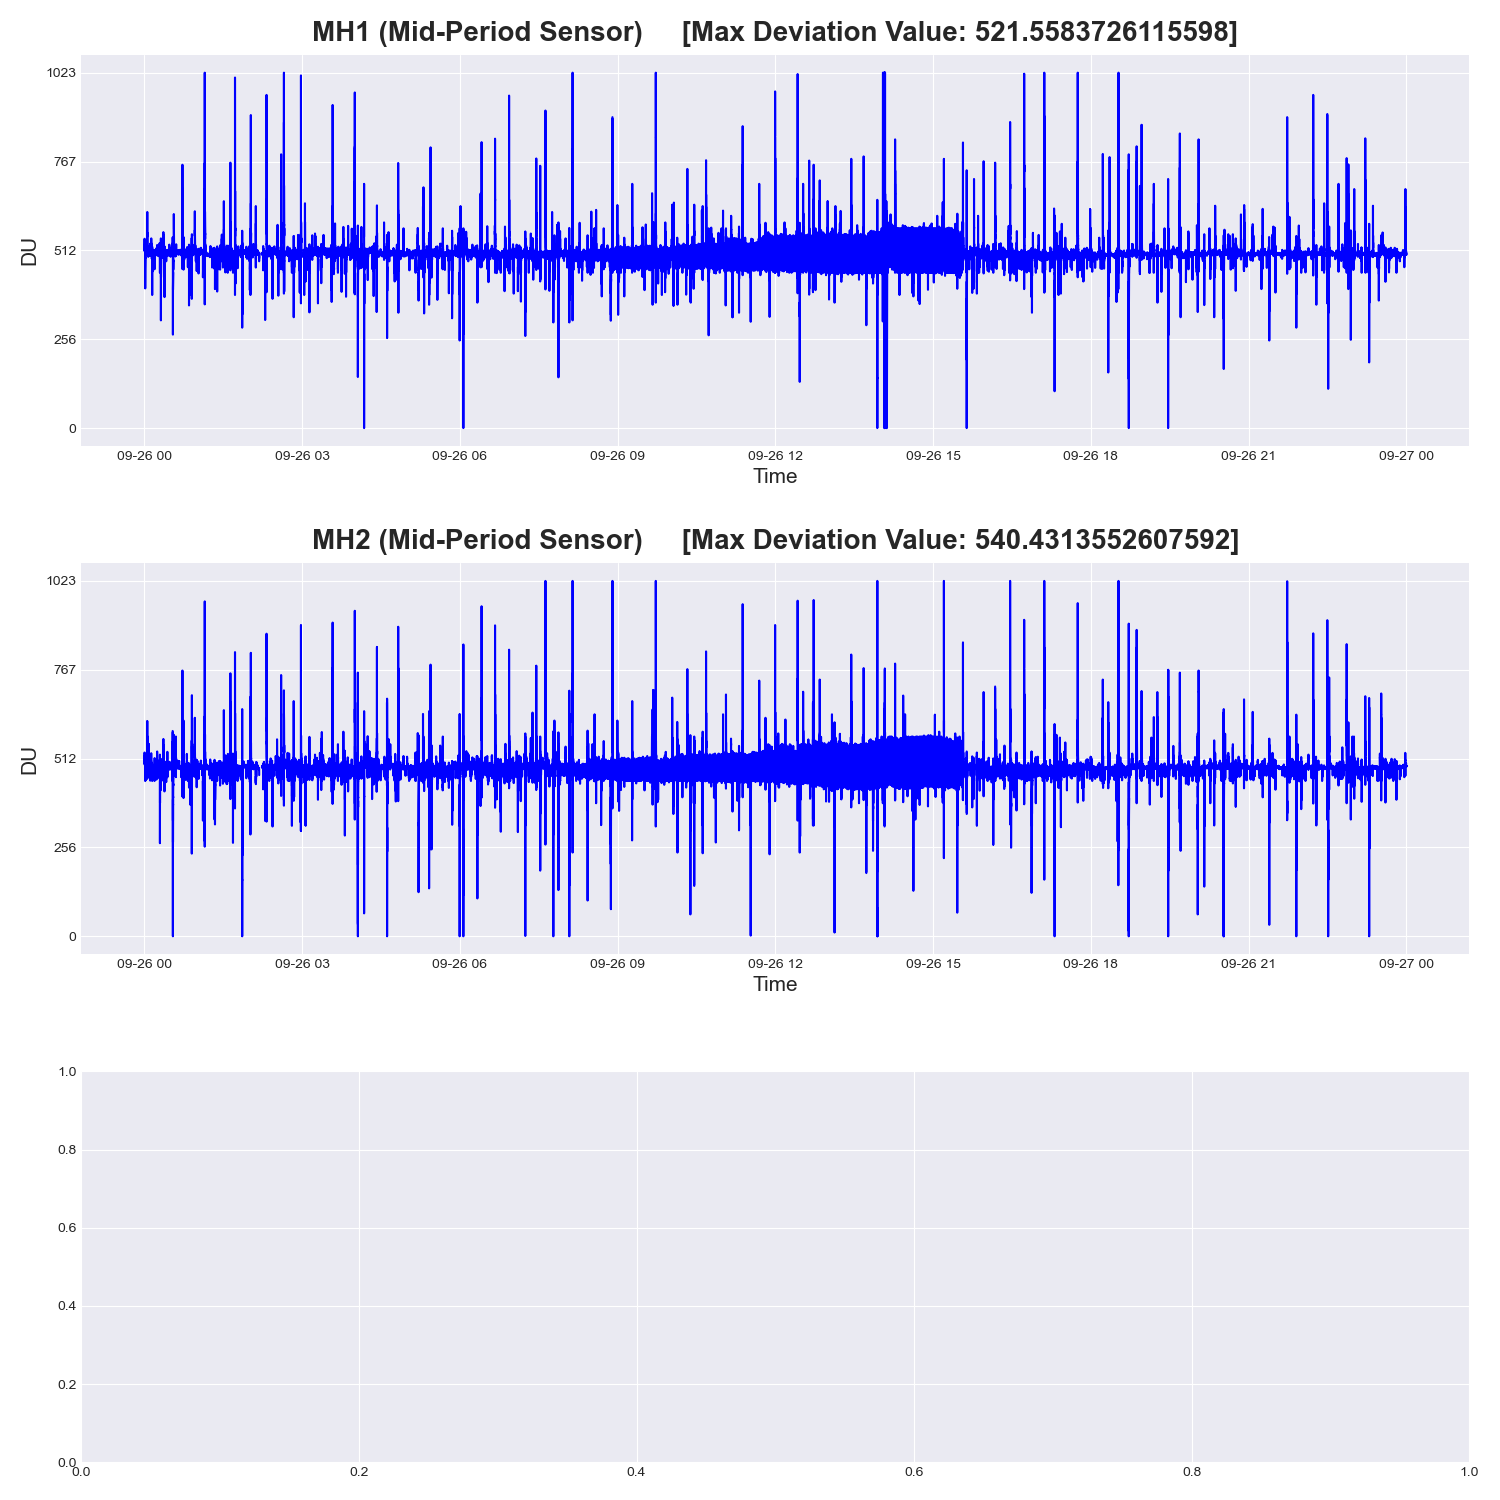 MH1 (Mid-Period Sensor) [Max Deviation Value: 521.5583726115598]
1023
767
512
256
0
DU
09-26 00 09-26 03 09-26 06 09-26 09 09-26 12 09-26 15 09-26 18 09-26 21 09-27 00
Time
MH2 (Mid-Period Sensor) [Max Deviation Value: 540.4313552607592]
1023
767
512
256
0
DU
09-26 00 09-26 03 09-26 06 09-26 09 09-26 12 09-26 15 09-26 18 09-26 21 09-27 00
Time
1.0
0.8
0.6
0.4
0.2
0.0
0.0 0.2 0.4 0.6 0.8 1.0